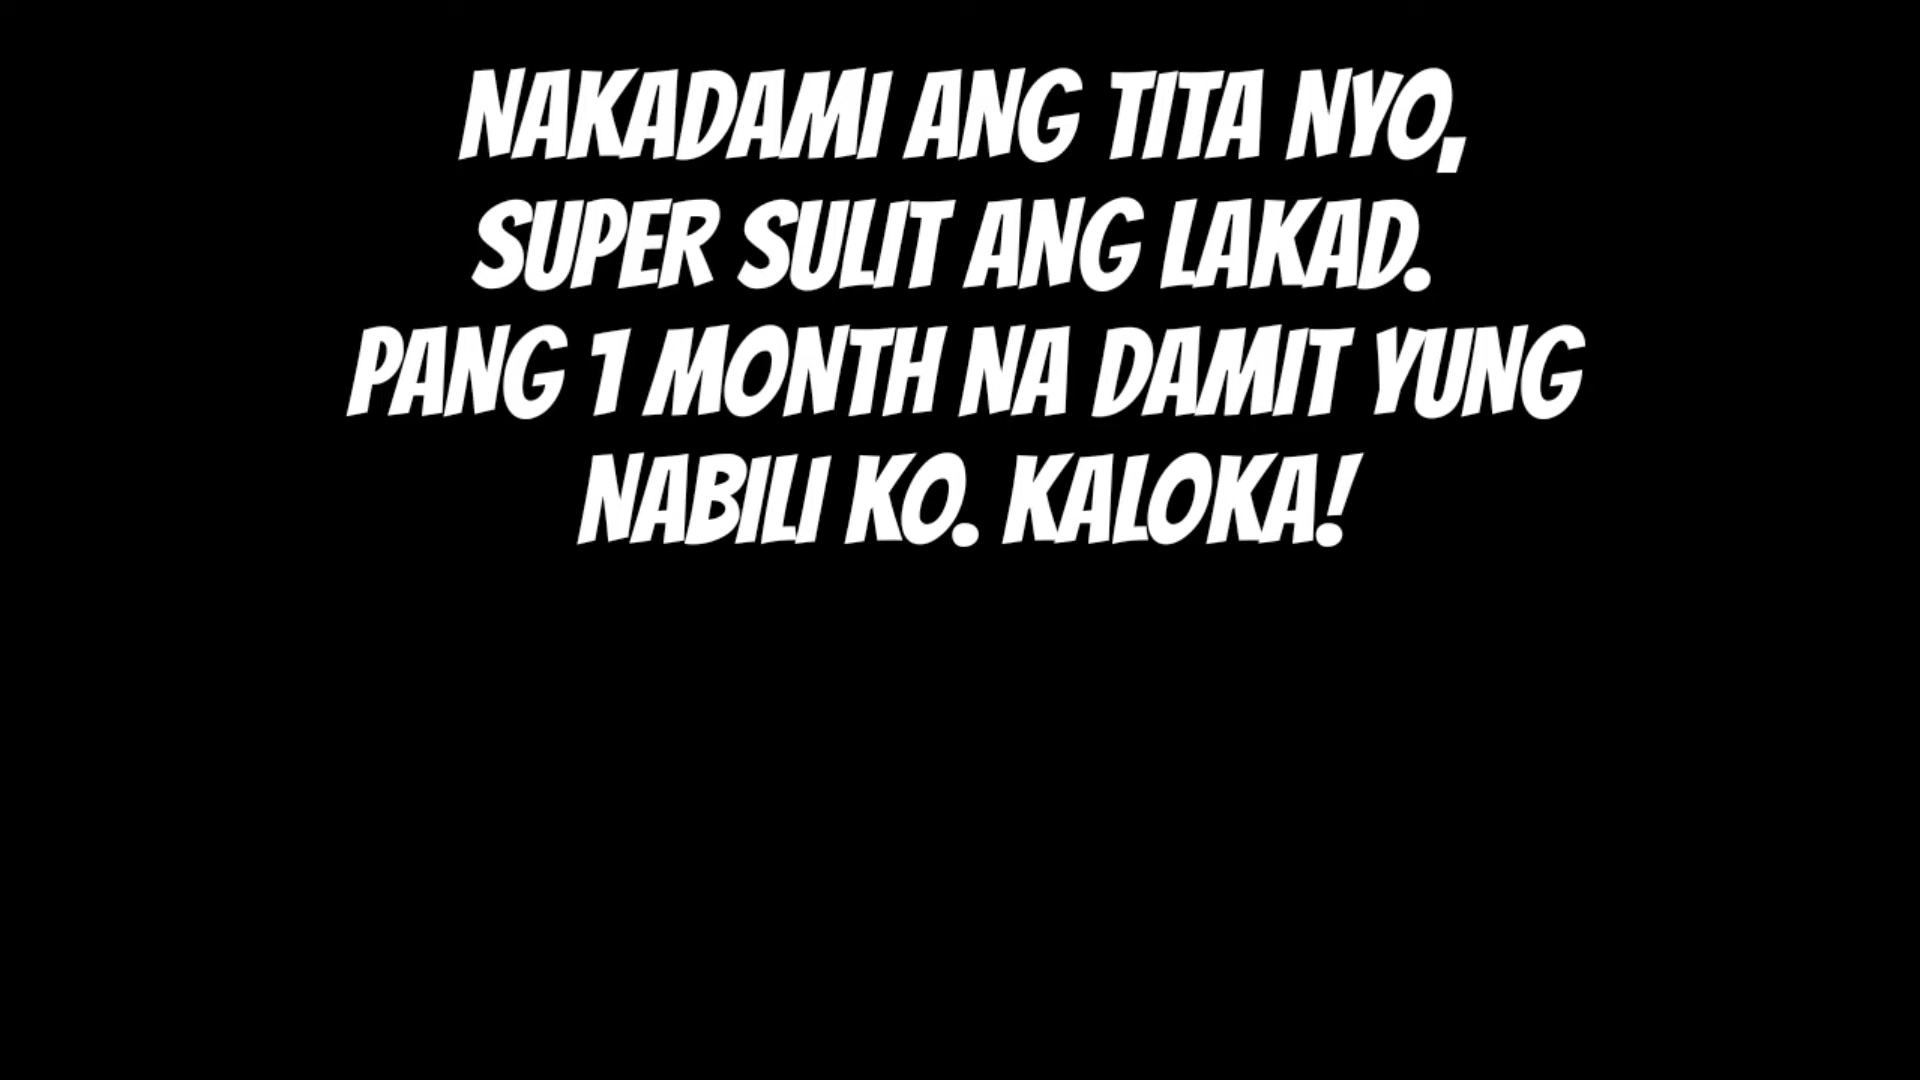 NAKADAMI ANG TITA NYO,
SUPER SULIT ANG LAKAD.
PANG 1 MONTH NA DAMIT YUNG
NABILI KO. KALOKA!